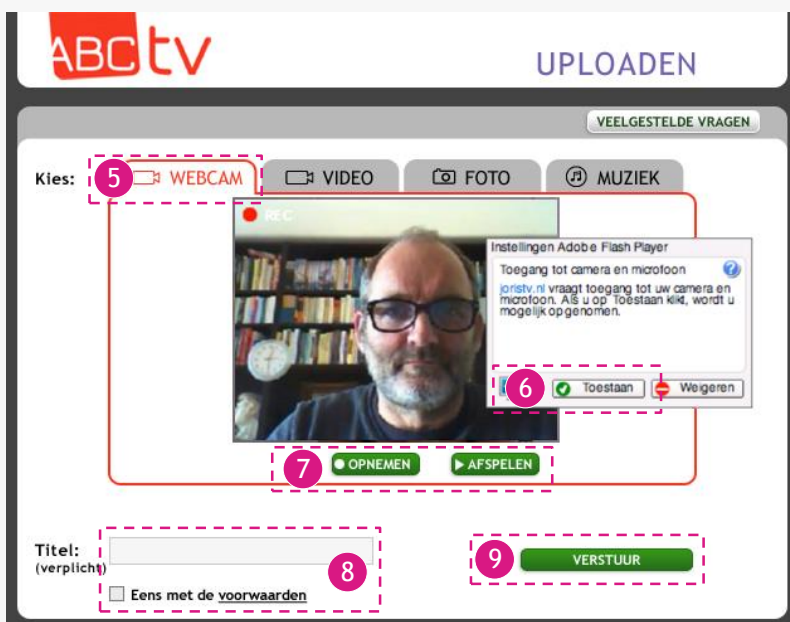 ABCtv
UPLOADEN
VEELGESTELDE VRAGEN
Kies:
5
WEBCAM
VIDEO
FOTO
MUZIEK
REC
Instellingen Adobe Flash Player
Toegang tot camera en microfoon
?
joristv.nl vraagt toegang tot uw camera en
microfoon. Als u op Toestaan klikt, wordt u
mogelijk opgenomen.
6
Toestaan
Weigeren
7
OPNEMEN
AFSPELEN
Titel:
(verplicht)
8
9
VERSTUUR
Eens met de voorwaarden